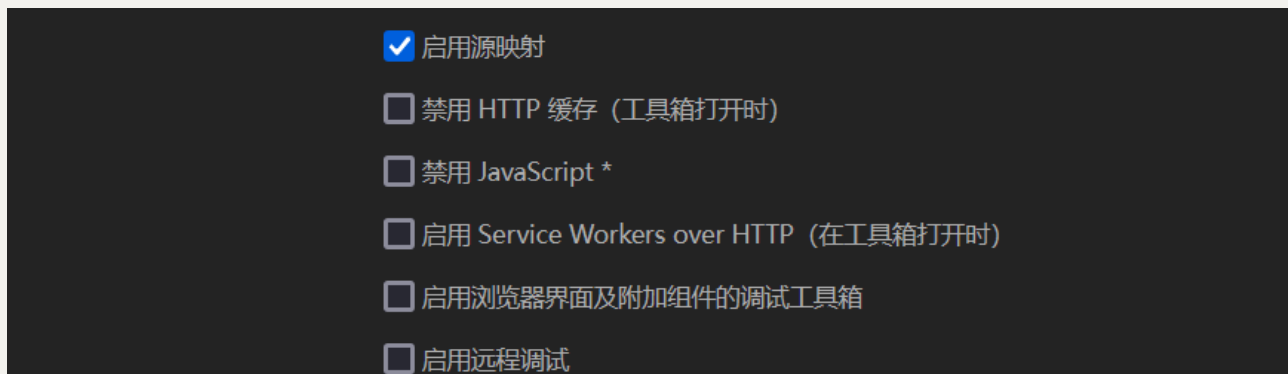 启用源映射
禁用 HTTP 缓存（工具箱打开时）
禁用 JavaScript *
启用 Service Workers over HTTP（在工具箱打开时）
启用浏览器界面及附加组件的调试工具箱
启用远程调试